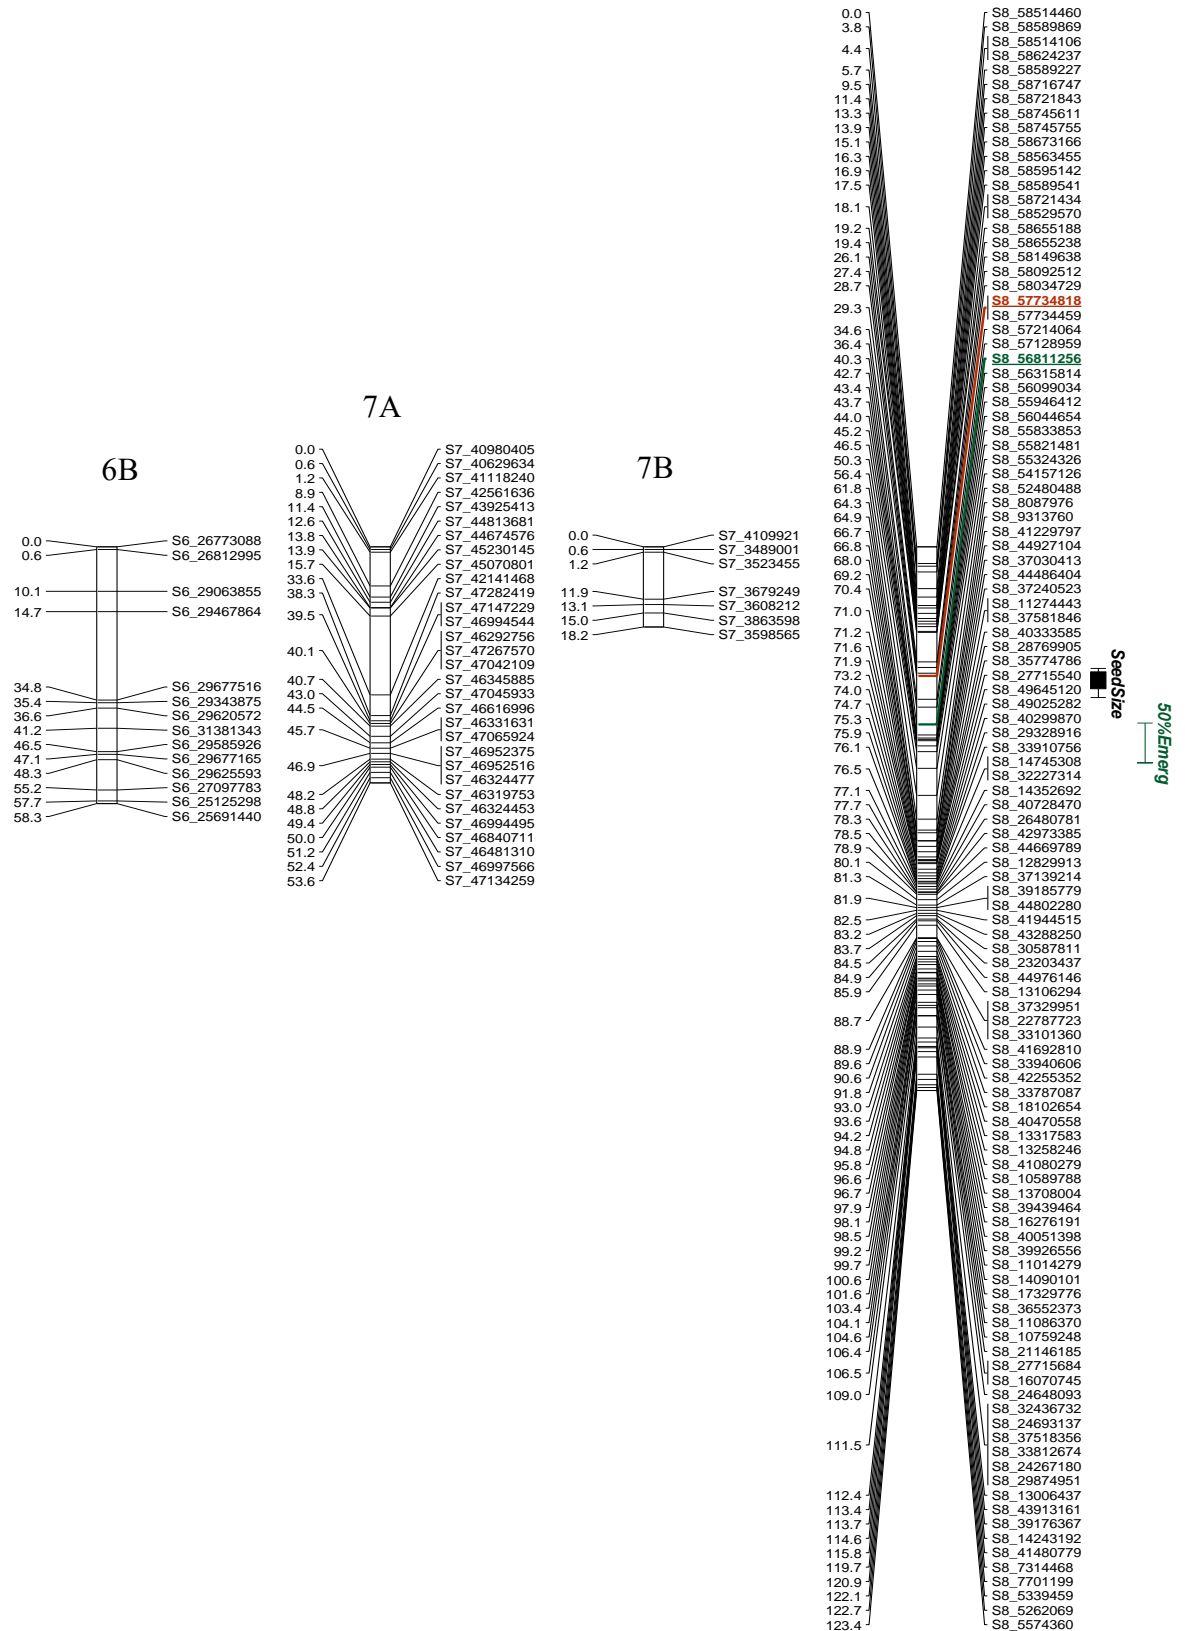 6B
0.0 S6_26773088
0.6 S6_26812995
10.1 S6_29063855
14.7 S6_29467864
34.8 S6_29677516
35.4 S6_29343875
36.6 S6_29620572
41.2 S6_31381343
46.5 S6_29585926
47.1 S6_29677165
48.3 S6_29625593
55.2 S6_27097783
57.7 S6_25125298
58.3 S6_25691440
7A
0.0 S7_40980405
0.6 S7_40629634
1.2 S7_41118240
8.9 S7_42561636
11.4 S7_43925413
12.6 S7_44813681
13.8 S7_44674576
13.9 S7_45230145
15.7 S7_45070801
33.6 S7_42141468
38.3 S7_47282419
S7_47147229
39.5 S7_46994544
S7_46292756
40.1 S7_47267570
S7_47042109
40.7 S7_46345885
43.0 S7_47045933
44.5 S7_46616996
S7_46331631
45.7 S7_47065924
S7_46952375
46.9 S7_46952516
S7_46324477
48.2 S7_46319753
48.8 S7_46324453
49.4 S7_46994495
50.0 S7_46840711
51.2 S7_46481310
52.4 S7_46997566
53.6 S7_47134259
7B
0.0 S7_4109921
0.6 S7_3489001
1.2 S7_3523455
11.9 S7_3679249
13.1 S7_3608212
15.0 S7_3863598
18.2 S7_3598565
0.0 S8_58514460
3.8 S8_58589869
S8_58514106
4.4 S8_58624237
5.7 S8_58589227
9.5 S8_58716747
11.4 S8_58721843
13.3 S8_58745611
13.9 S8_58745755
15.1 S8_58673166
16.3 S8_58563455
16.9 S8_58595142
17.5 S8_58589541
S8_58721434
18.1 S8_58529570
19.2 S8_58655188
19.4 S8_58655238
26.1 S8_58149638
27.4 S8_58092512
28.7 S8_58034729
S8_57734818
29.3 S8_57734459
34.6 S8_57214064
36.4 S8_57128959
40.3 S8_56811256
42.7 S8_56315814
43.4 S8_56099034
43.7 S8_55946412
44.0 S8_56044654
45.2 S8_55833853
46.5 S8_55821481
50.3 S8_55324326
56.4 S8_54157126
61.8 S8_52480488
64.3 S8_8087976
64.9 S8_9313760
66.7 S8_41229797
66.8 S8_44927104
68.0 S8_37030413
69.2 S8_44486404
70.4 S8_37240523
S8_11274443
71.0 S8_37581846
71.2 S8_40333585
71.6 S8_28769905
71.9 S8_35774786
73.2 S8_27715540
74.0 S8_49645120
74.7 S8_49025282
75.3 S8_40299870
75.9 S8_29328916
76.1 S8_33910756
S8_14745308
76.5 S8_32227314
77.1 S8_14352692
77.7 S8_40728470
78.3 S8_26480781
78.5 S8_42973385
78.9 S8_44669789
80.1 S8_12829913
81.3 S8_37139214
S8_39185779
81.9 S8_44802280
82.5 S8_41944515
83.2 S8_43288250
83.7 S8_30587811
84.5 S8_23203437
84.9 S8_44976146
85.9 S8_13106294
S8_37329951
88.7 S8_22787723
S8_33101360
88.9 S8_41692810
89.6 S8_33940606
90.6 S8_42255352
91.8 S8_33787087
93.0 S8_18102654
93.6 S8_40470558
94.2 S8_13317583
94.8 S8_13258246
95.8 S8_41080279
96.6 S8_10589788
96.7 S8_13708004
97.9 S8_39439464
98.1 S8_16276191
98.5 S8_40051398
99.2 S8_39926556
99.7 S8_11014279
100.6 S8_14090101
101.6 S8_17329776
103.4 S8_36552373
104.1 S8_11086370
104.6 S8_10759248
106.4 S8_21146185
S8_27715684
106.5 S8_16070745
109.0 S8_24648093
S8_32436732
S8_24693137
S8_37518356
111.5 S8_33812674
S8_24267180
S8_29874951
112.4 S8_13006437
113.4 S8_43913161
113.7 S8_39176367
114.6 S8_14243192
115.8 S8_41480779
119.7 S8_7314468
120.9 S8_7701199
122.1 S8_5339459
122.7 S8_5262069
123.4 S8_5574360
SeedSize
50%Emerg